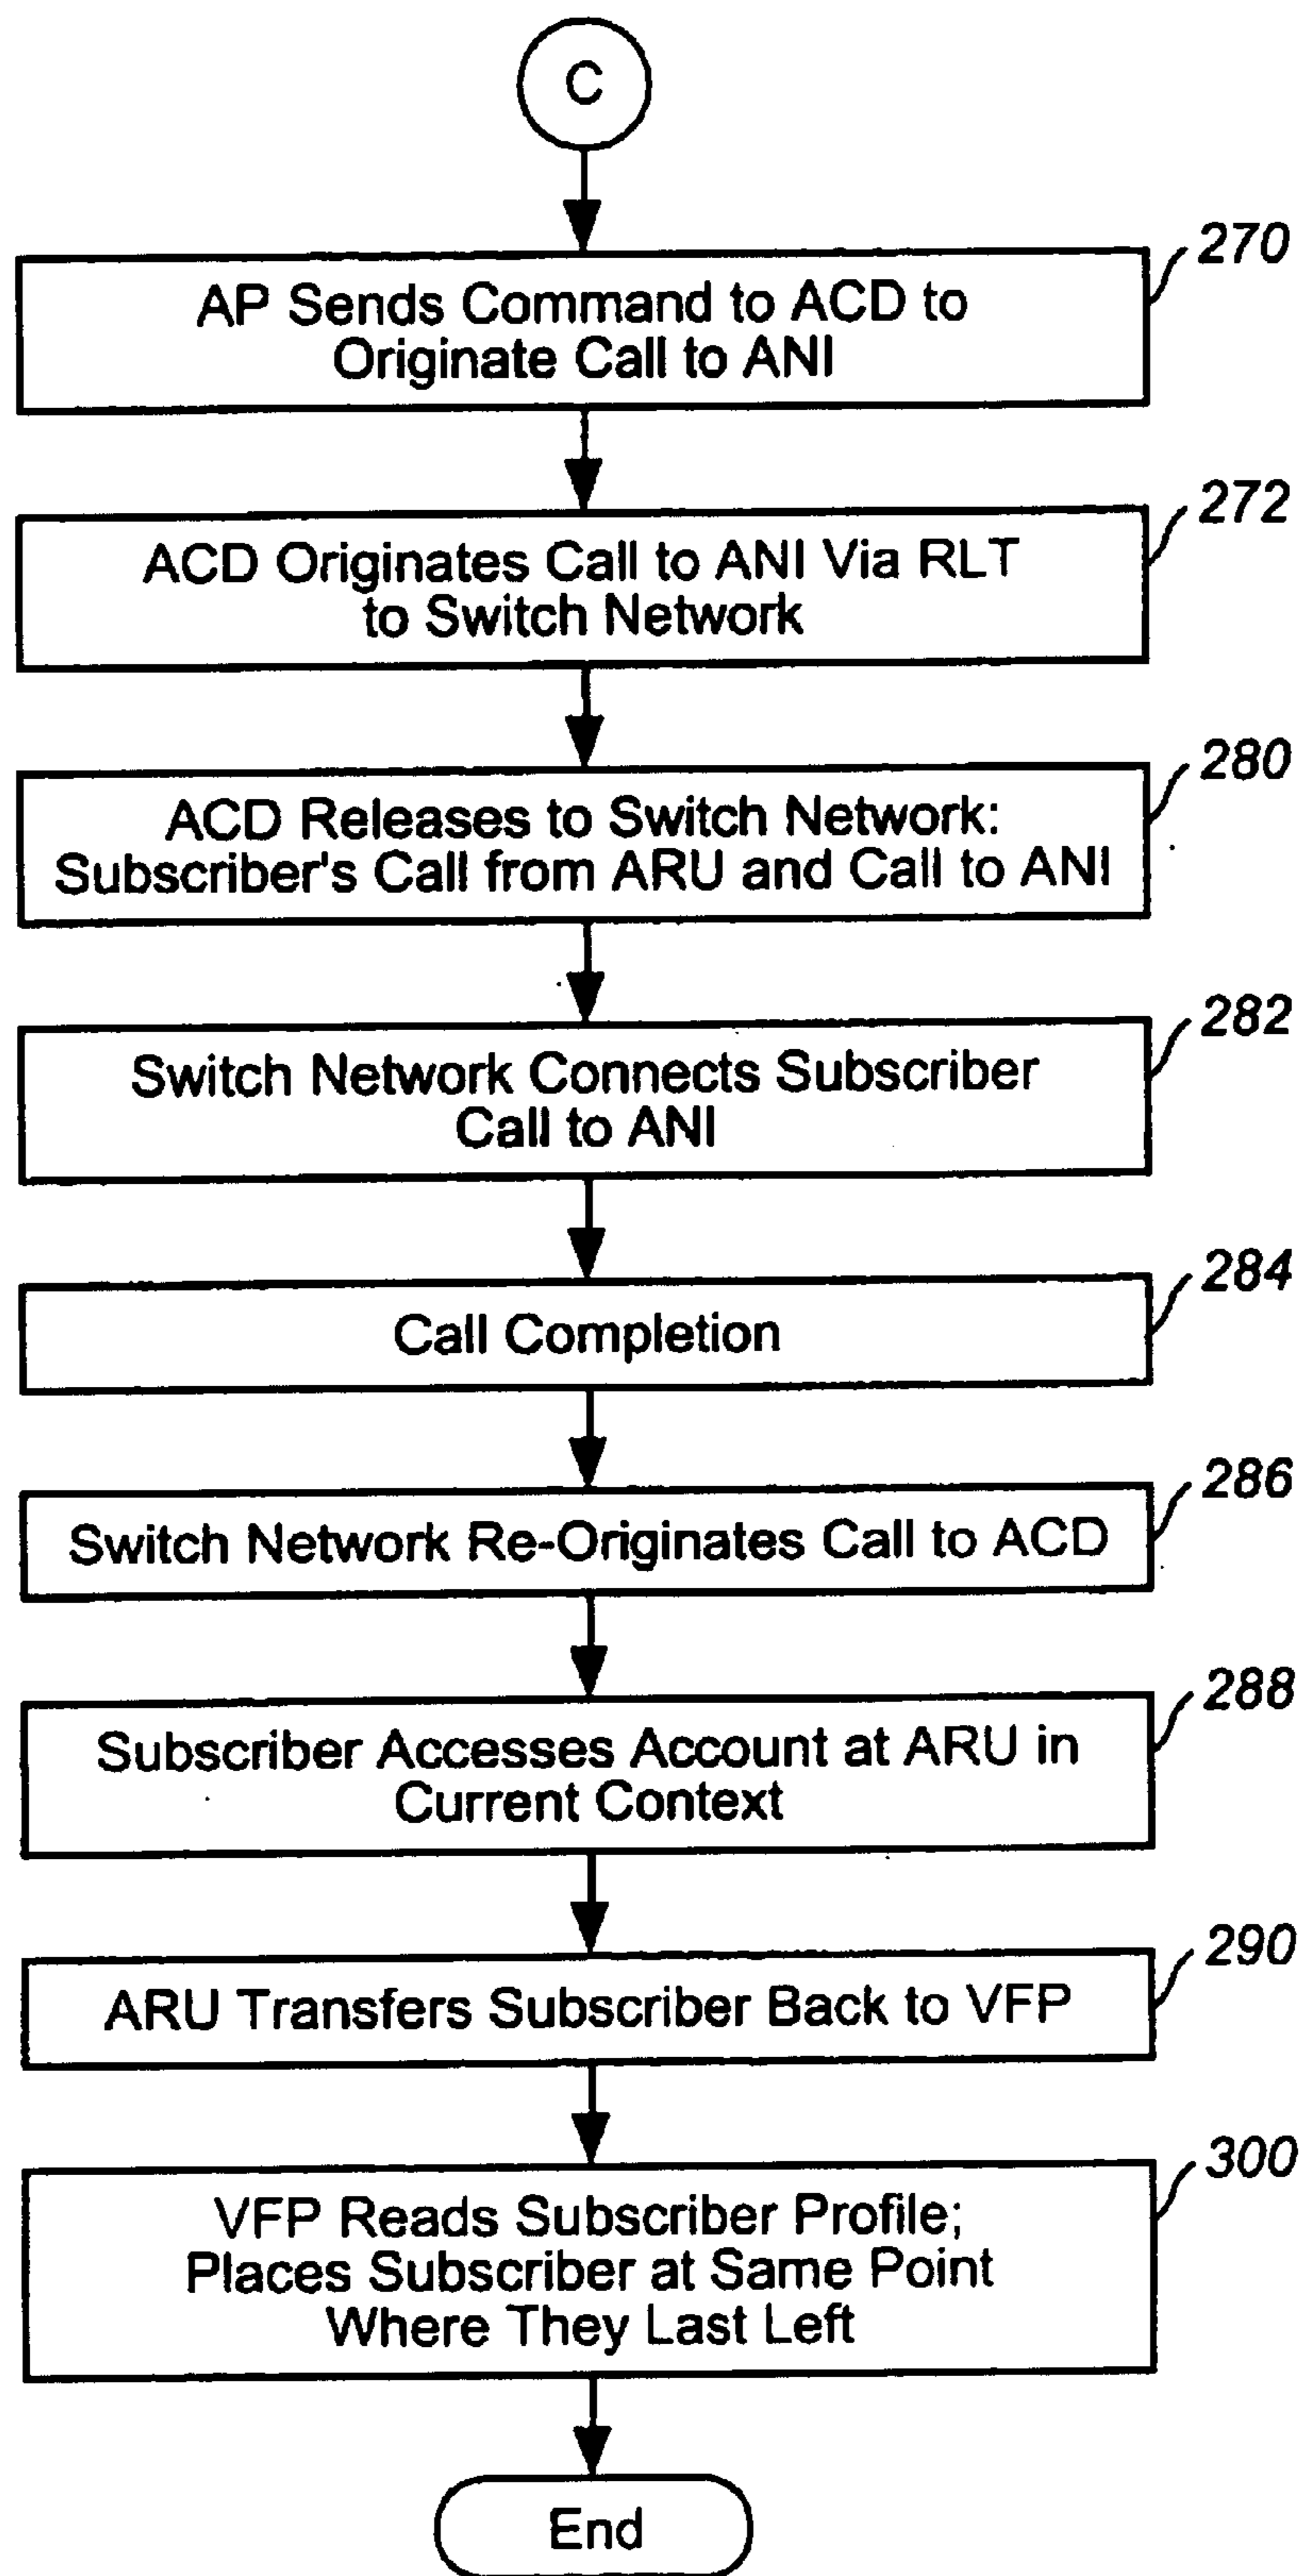 C
270
AP Sends Command to ACD to
Originate Call to ANI
272
ACD Originates Call to ANI Via RLT
to Switch Network
280
ACD Releases to Switch Network:
Subscriber's Call from ARU and Call to ANI
282
Switch Network Connects Subscriber
Call to ANI
284
Call Completion
286
Switch Network Re-Originates Call to ACD
288
Subscriber Accesses Account at ARU in
Current Context
290
ARU Transfers Subscriber Back to VFP
300
VFP Reads Subscriber Profile;
Places Subscriber at Same Point
Where They Last Left
End